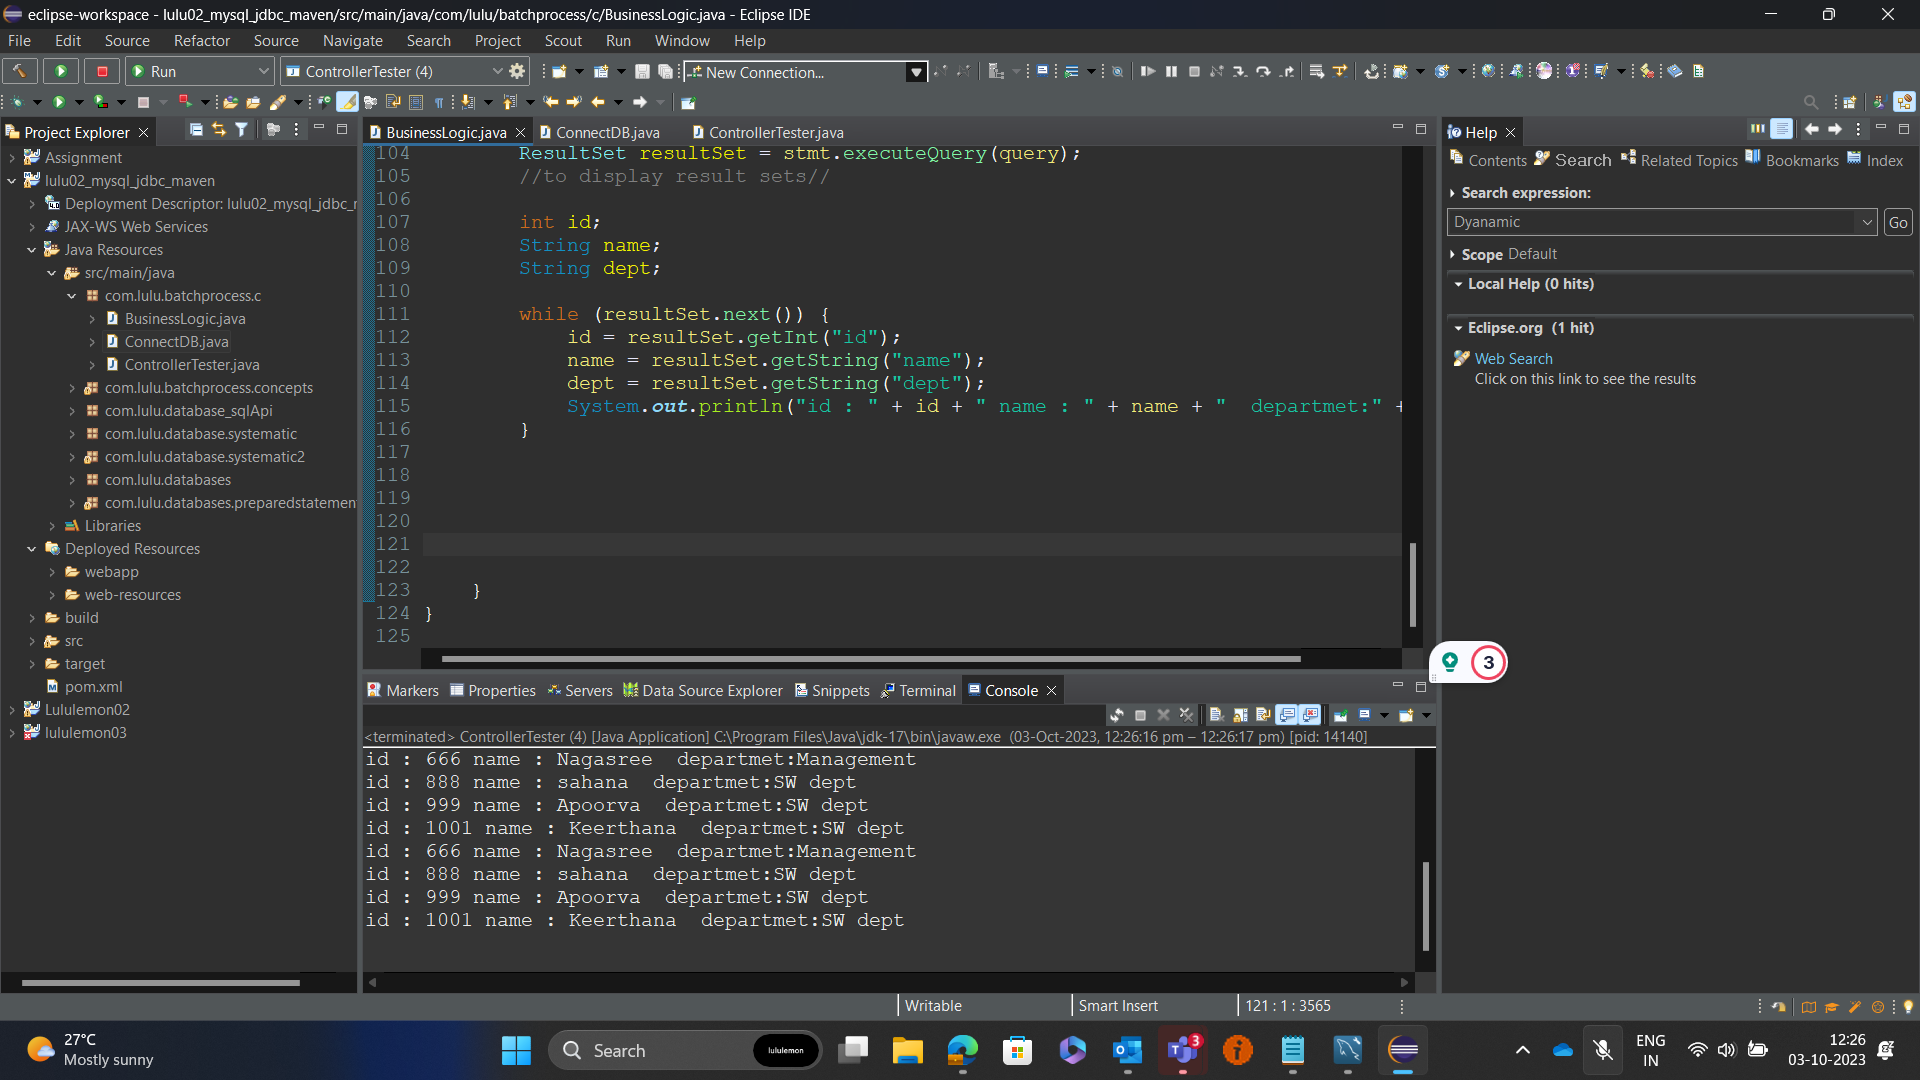 eclipse-workspace - lulu02_mysql_jdbc_maven/src/main/java/com/lulu/batchprocess/c/BusinessLogic.java - Eclipse IDE
File Edit Source Refactor Source Navigate Search Project Scout Run Window Help
Run ControllerTester (4) New Connection...
Project Explorer
Assignment
lulu02_mysql_jdbc_maven
Deployment Descriptor: lulu02_mysql_jdbc_r
JAX-WS Web Services
Java Resources
src/main/java
com.lulu.batchprocess.c
BusinessLogic.java
ConnectDB.java
ControllerTester.java
com.lulu.batchprocess.concepts
com.lulu.database_sqlApi
com.lulu.database.systematic
com.lulu.database.systematic2
com.lulu.databases
com.lulu.databases.preparedstatemen
Libraries
Deployed Resources
webapp
web-resources
build
src
target
pom.xml
Lululemon02
lululemon03
BusinessLogic.java ConnectDB.java ControllerTester.java
104 ResultSet resultSet = stmt.executeQuery(query);
105 //to display result sets//
106
107 int id;
108 String name;
109 String dept;
110
111 while (resultSet.next()) {
112 id = resultSet.getInt("id");
113 name = resultSet.getString("name");
114 dept = resultSet.getString("dept");
115 System.out.println("id : " + id + " name : " + name + "  departmet:" +
116 }
117
118
119
120
121
122
123 }
124 }
125
Markers Properties Servers Data Source Explorer Snippets Terminal Console
<terminated> ControllerTester (4) [Java Application] C:\Program Files\Java\jdk-17\bin\javaw.exe (03-Oct-2023, 12:26:16 pm – 12:26:17 pm) [pid: 14140]
id : 666 name : Nagasree  departmet:Management
id : 888 name : sahana  departmet:SW dept
id : 999 name : Apoorva  departmet:SW dept
id : 1001 name : Keerthana  departmet:SW dept
id : 666 name : Nagasree  departmet:Management
id : 888 name : sahana  departmet:SW dept
id : 999 name : Apoorva  departmet:SW dept
id : 1001 name : Keerthana  departmet:SW dept
Help
Contents Search Related Topics Bookmarks Index
Search expression:
Dyanamic Go
Scope Default
Local Help (0 hits)
Eclipse.org (1 hit)
Web Search
Click on this link to see the results
3
Writable Smart Insert 121 : 1 : 3565
27°C
Mostly sunny
Search lululemon
3
ENG
IN
12:26
03-10-2023